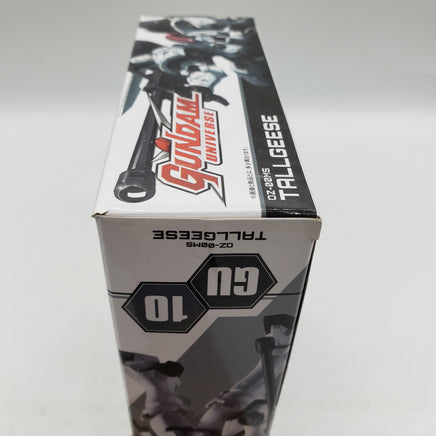 GUNDAM
UNIVERSE
OZ-00MS
TALLGEESE
OZ-00MS
TALLGEESE
GU
10